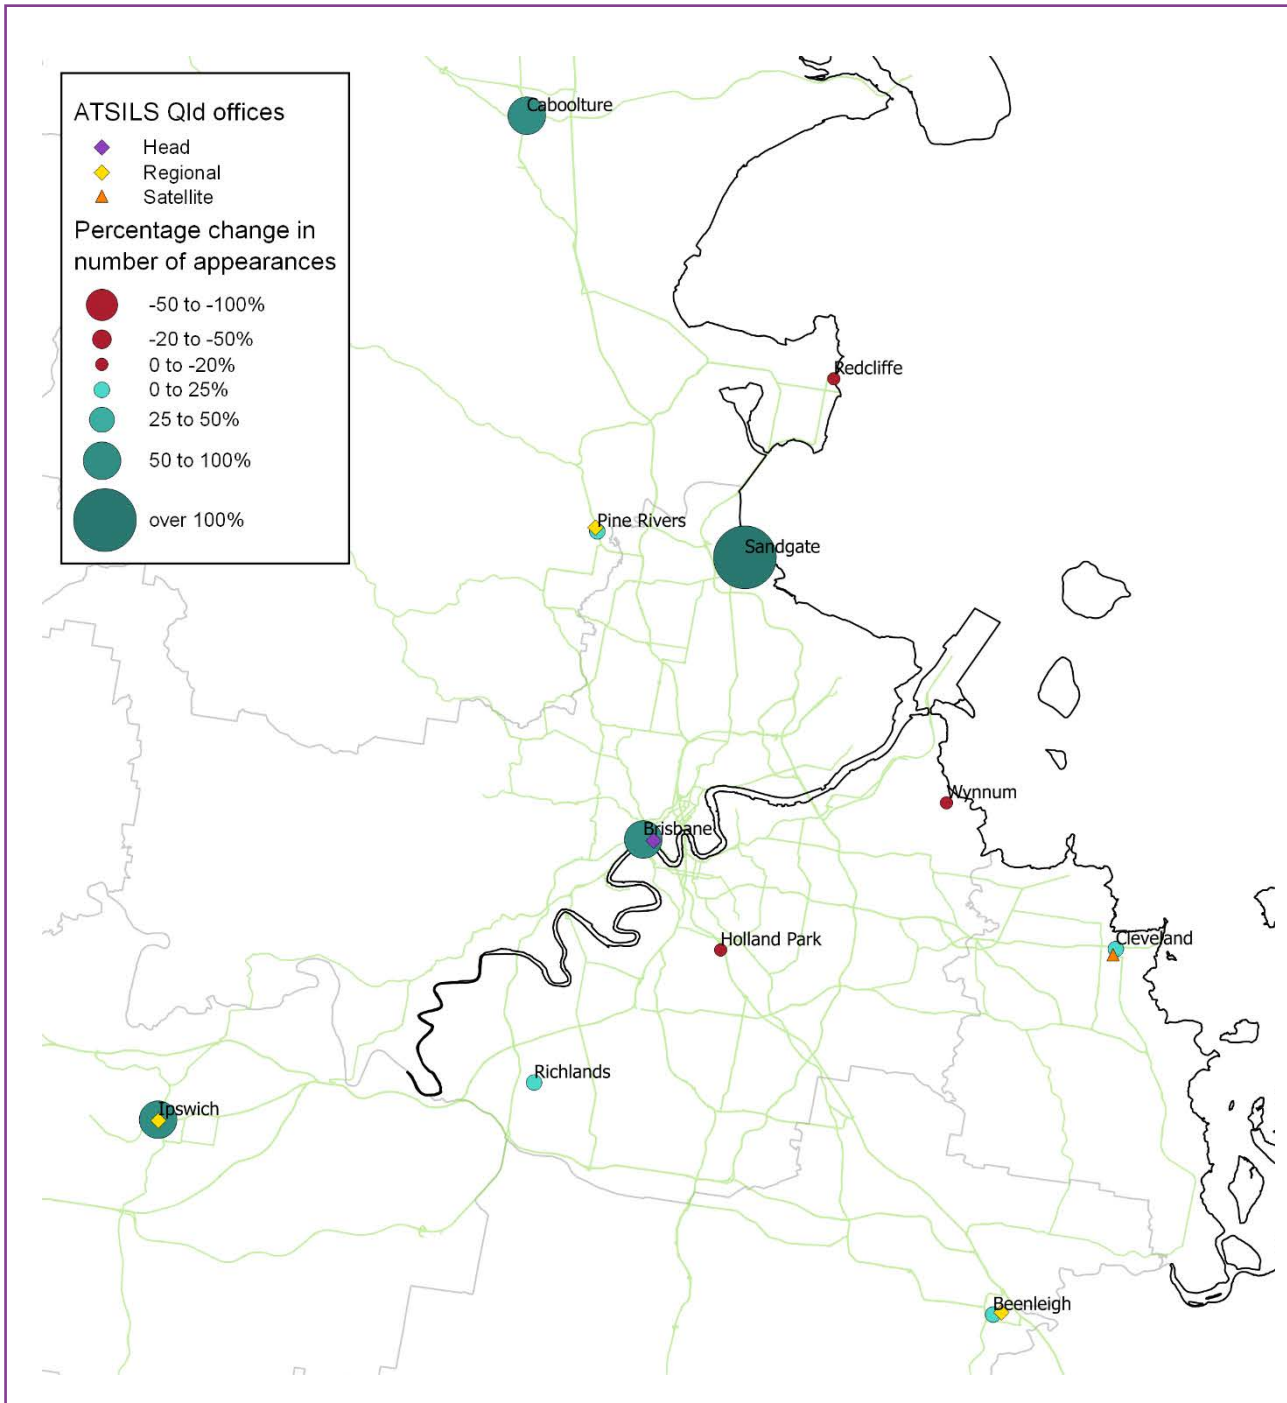 ATSILS Qld offices
Head
Regional
Satellite
Percentage change in
number of appearances
-50 to -100%
-20 to -50%
0 to -20%
0 to 25%
25 to 50%
50 to 100%
over 100%
Caboolture
Redcliffe
Pine Rivers
Sandgate
Wynnum
Brisbane
Holland Park
Cleveland
Richlands
Ipswich
Beenleigh